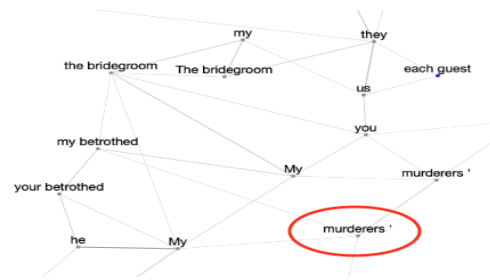 my
they
the bridegroom
The bridegroom
each guest
us
you
my betrothed
My
murderers '
your betrothed
murderers '
he
My